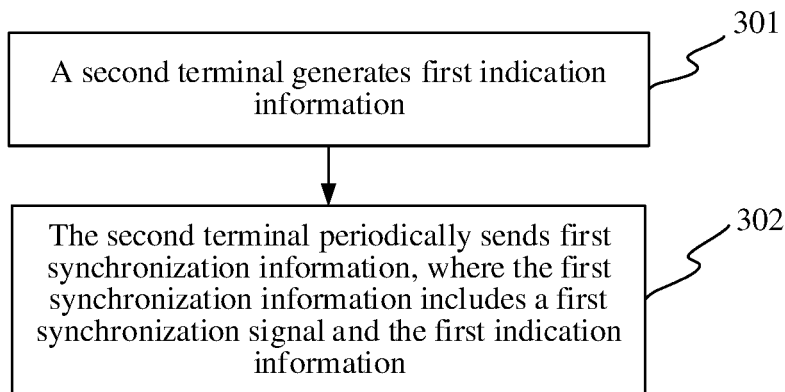 301
A second terminal generates first indication
information
302
The second terminal periodically sends first
synchronization information, where the first
synchronization information includes a first
synchronization signal and the first indication
information